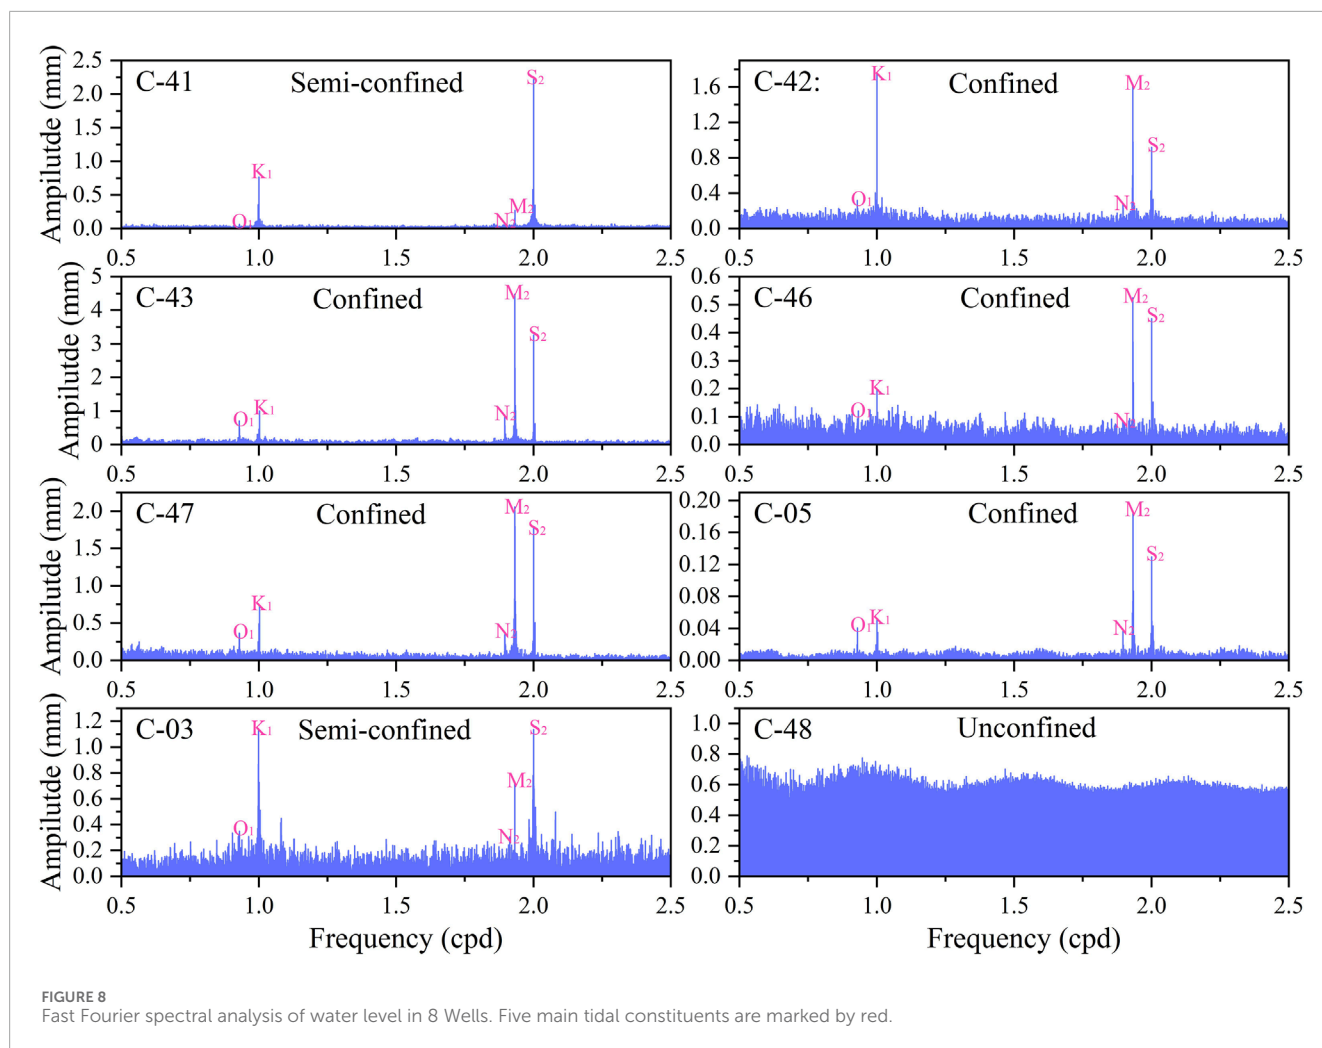 C-41 Semi-confined
Ampilutde (mm)
2.5
2.0
1.5
1.0
0.5
0.0
O1 K1 N2 M2 S2
0.5 1.0 1.5 2.0 2.5
C-42: Confined
1.6
1.2
0.8
0.4
0.0
O1 K1 N2 M2 S2
0.5 1.0 1.5 2.0 2.5
C-43 Confined
Ampilutde (mm)
5
4
3
2
1
0
O1 K1 N2 M2 S2
0.5 1.0 1.5 2.0 2.5
C-46 Confined
0.6
0.5
0.4
0.3
0.2
0.1
0.0
O1 K1 N2 M2 S2
0.5 1.0 1.5 2.0 2.5
C-47 Confined
Ampilutde (mm)
2.0
1.5
1.0
0.5
0.0
O1 K1 N2 M2 S2
0.5 1.0 1.5 2.0 2.5
C-05 Confined
0.20
0.16
0.12
0.08
0.04
0.00
O1 K1 N2 M2 S2
0.5 1.0 1.5 2.0 2.5
C-03 Semi-confined
Ampilutde (mm)
1.2
1.0
0.8
0.6
0.4
0.2
0.0
O1 K1 N2 M2 S2
0.5 1.0 1.5 2.0 2.5
Frequency (cpd)
C-48 Unconfined
1.0
0.8
0.6
0.4
0.2
0.0
0.5 1.0 1.5 2.0 2.5
Frequency (cpd)
FIGURE 8
Fast Fourier spectral analysis of water level in 8 Wells. Five main tidal constituents are marked by red.